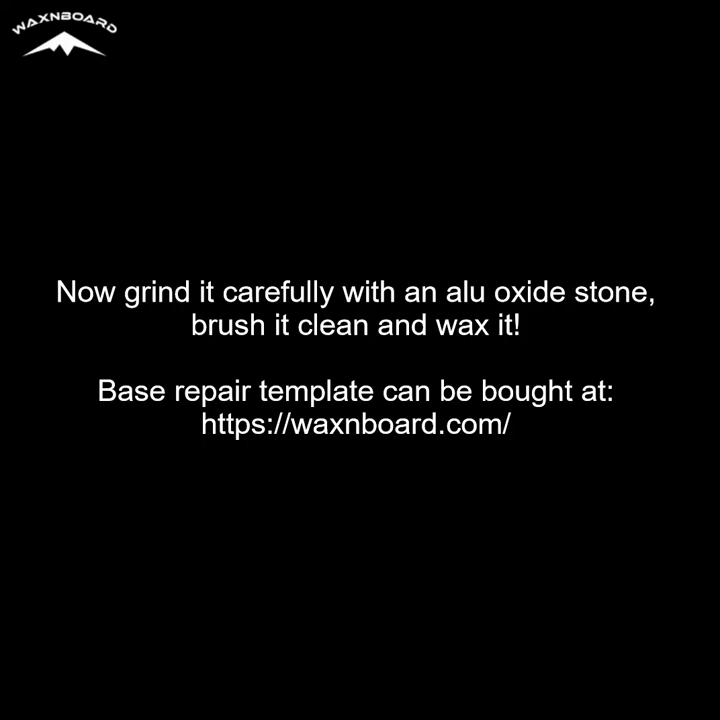 WAXNBOARD
Now grind it carefully with an alu oxide stone,
brush it clean and wax it!
Base repair template can be bought at:
https://waxnboard.com/